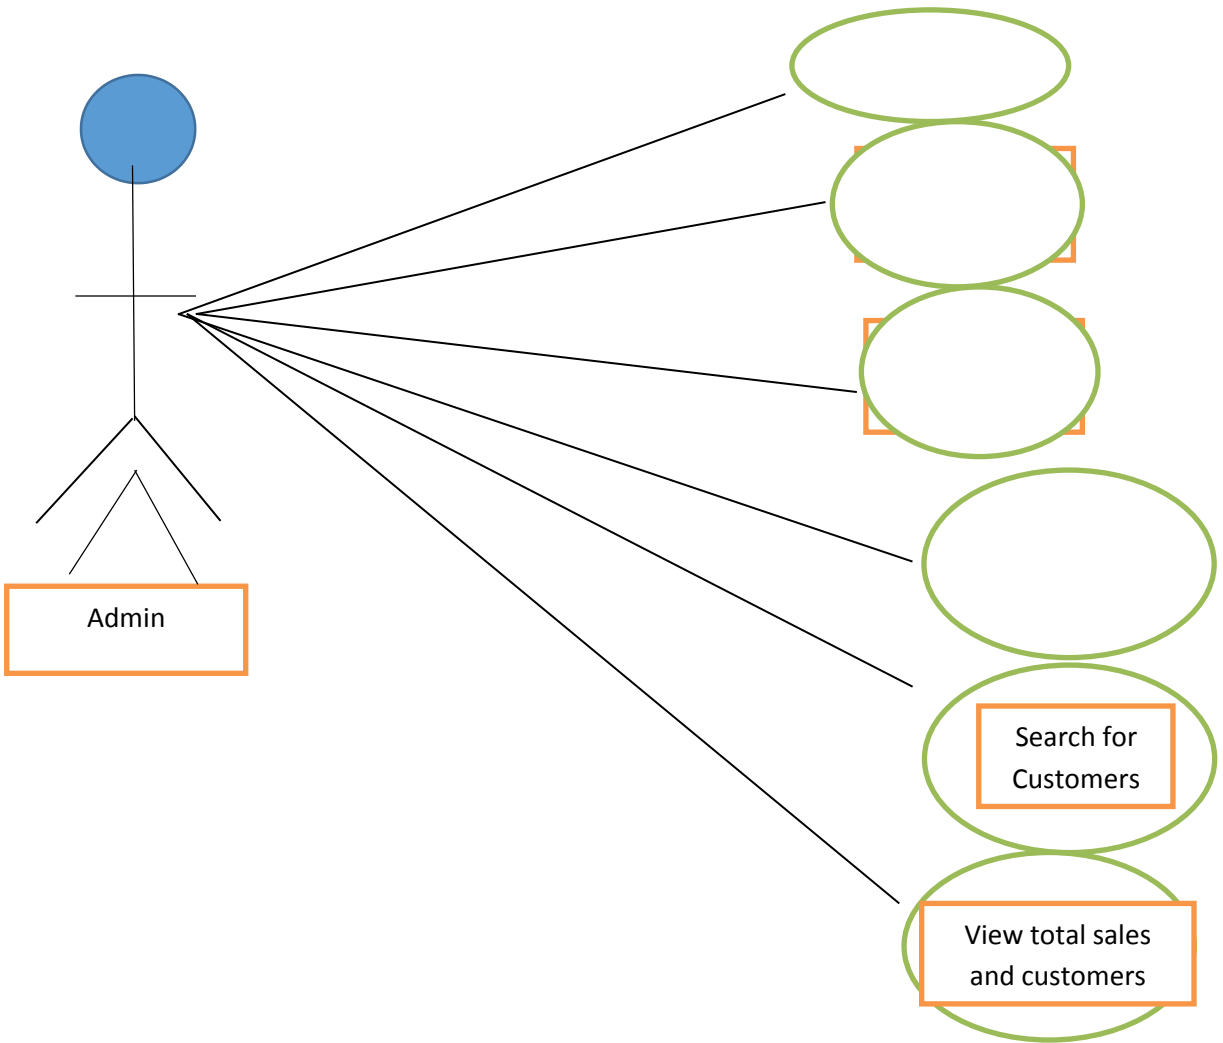 Admin
Search for
Customers
View total sales
and customers